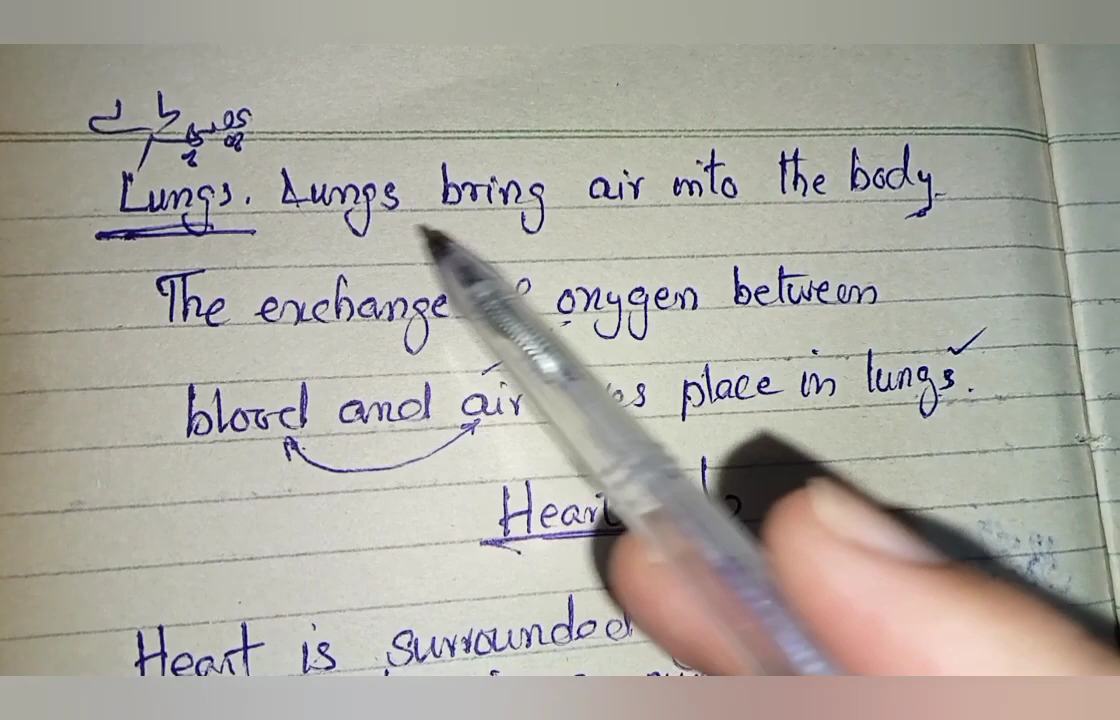 Lungs. Lungs bring air into the body
The exchange oxygen between
blood and air place in lungs.
Heart
Heart is surrounded